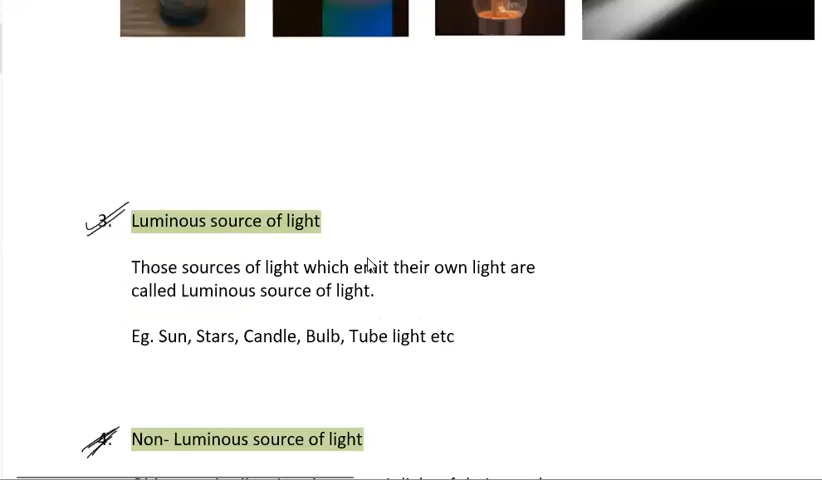 3. Luminous source of light
Those sources of light which emit their own light are
called Luminous source of light.
Eg. Sun, Stars, Candle, Bulb, Tube light etc
4. Non- Luminous source of light